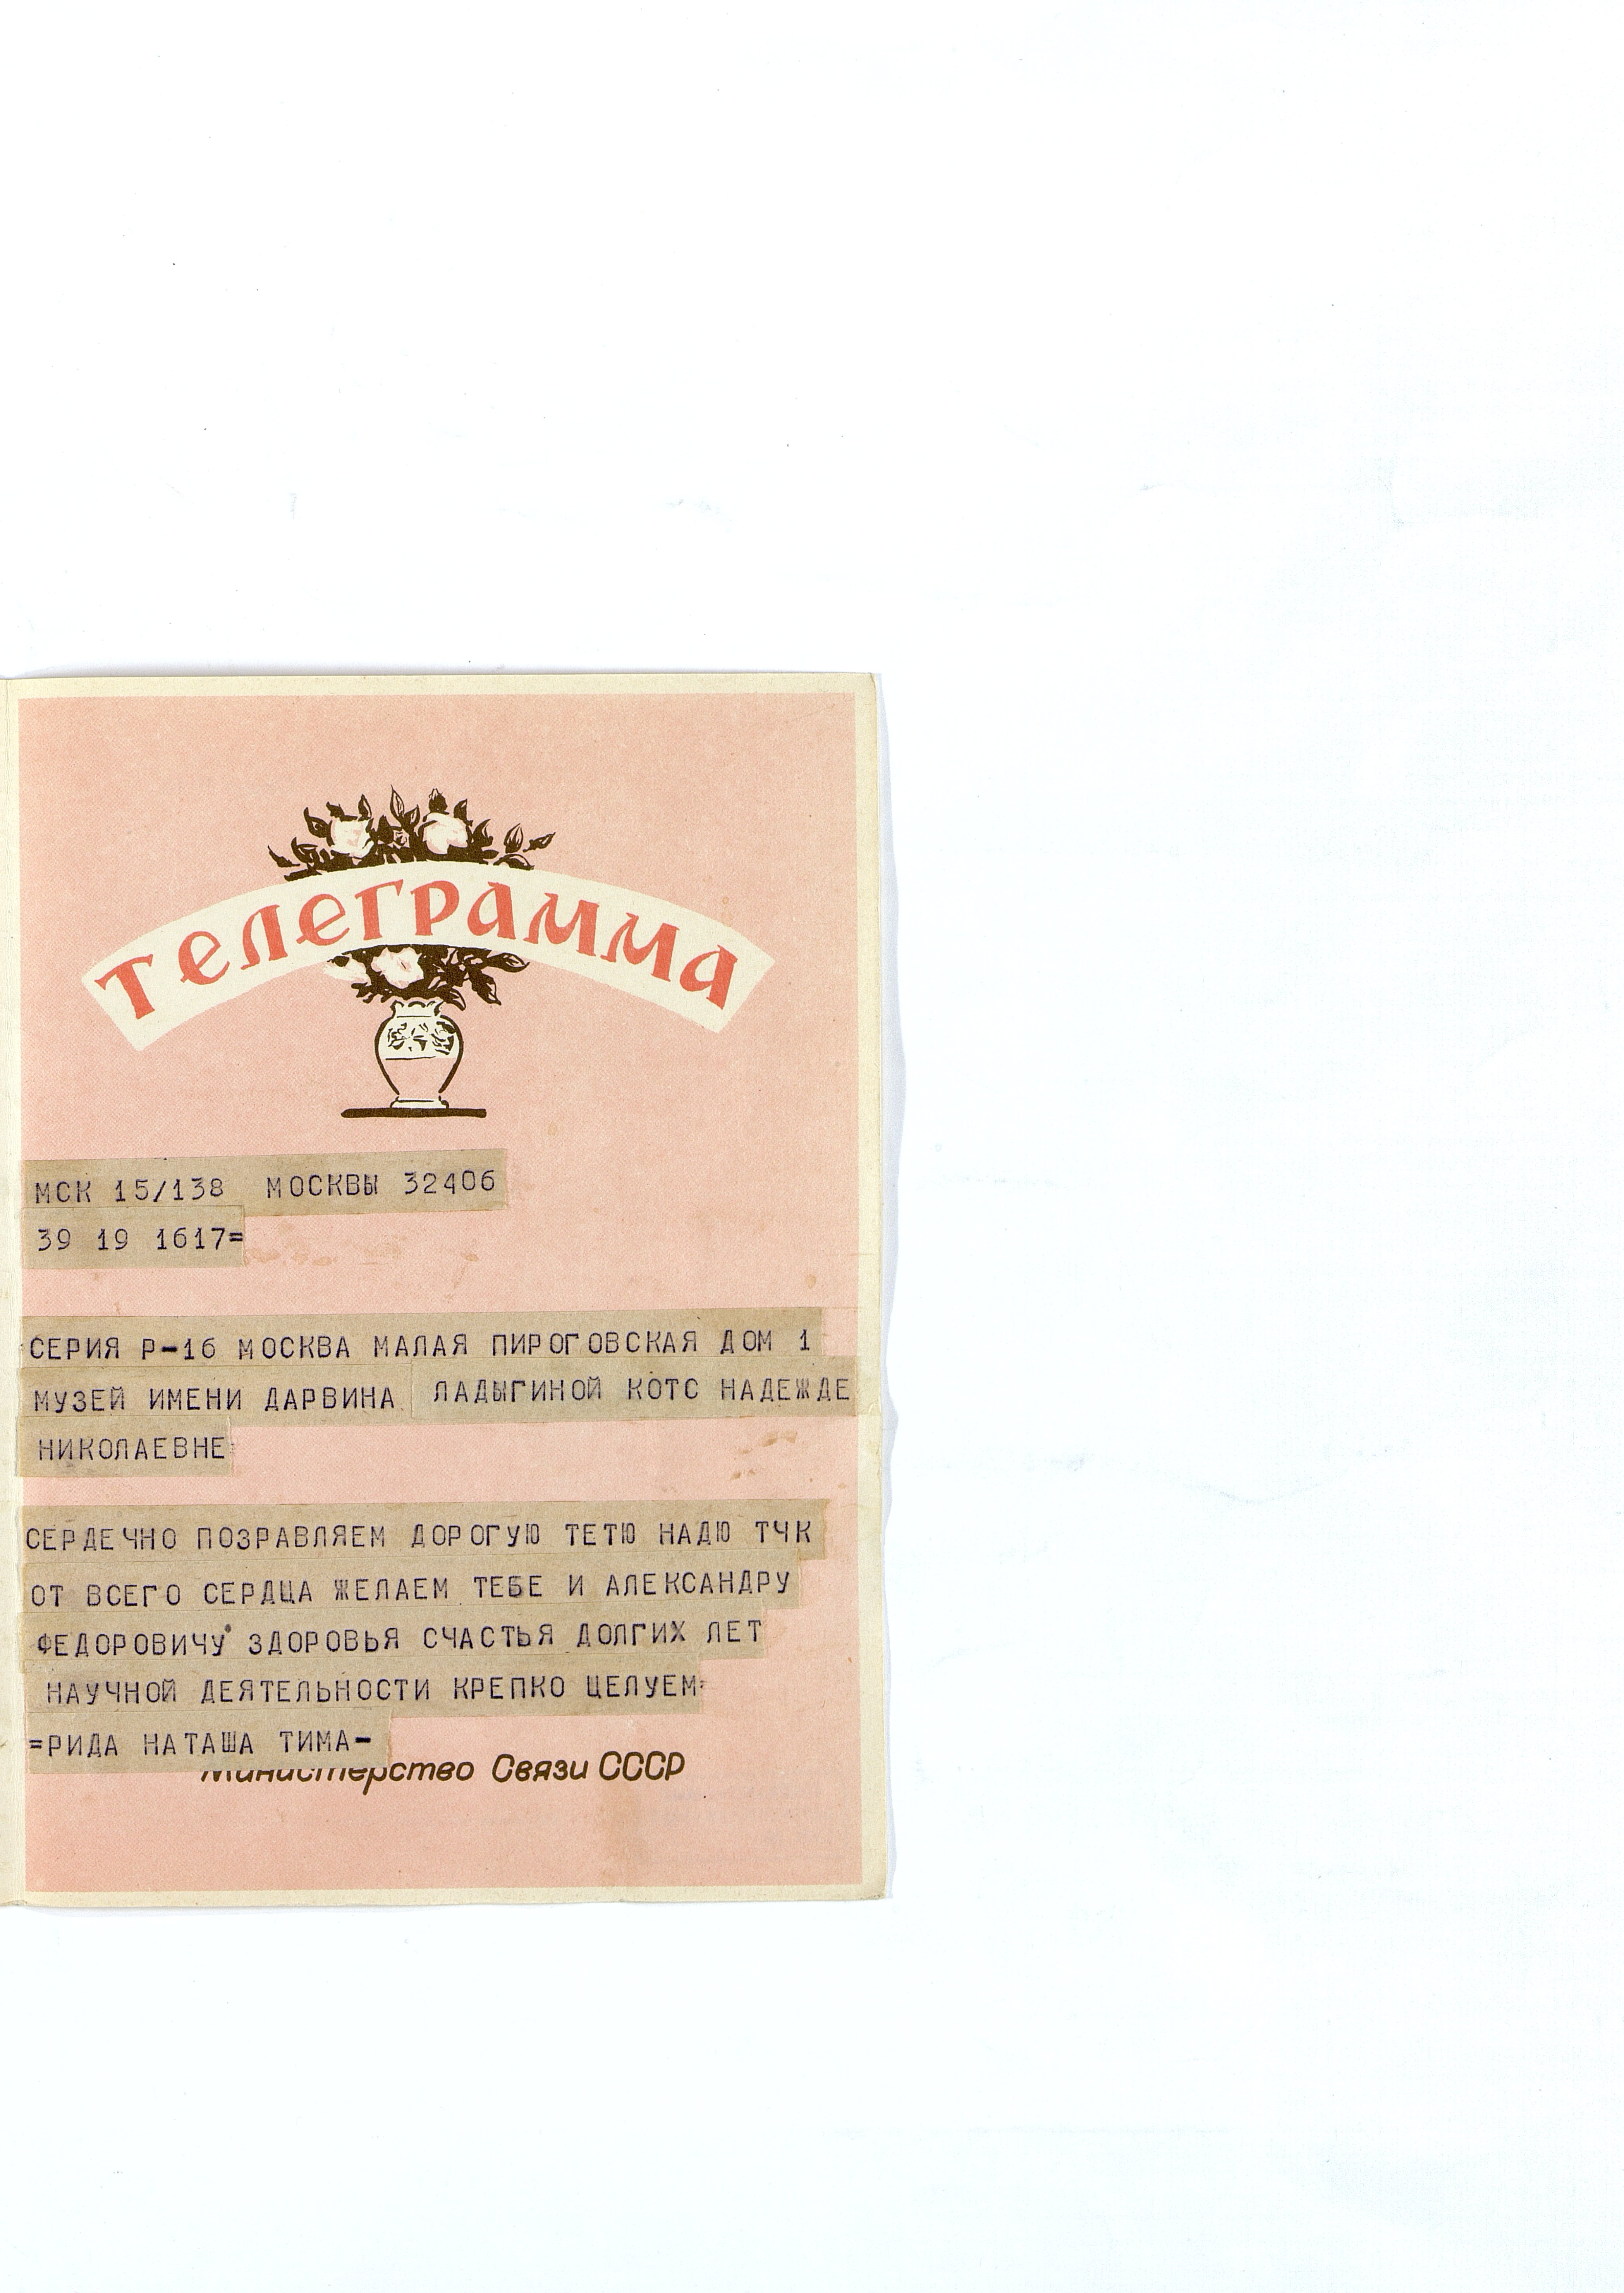 ТЕЛЕГРАММА
МСК 15/138 МОСКВЫ 32406
39 19 1617=
СЕРИЯ Р-16 МОСКВА МАЛАЯ ПИРОГОВСКАЯ ДОМ 1
МУЗЕЙ ИМЕНИ ДАРВИНА ЛАДЫГИНОЙ КОТС НАДЕЖДЕ
НИКОЛАЕВНЕ
СЕРДЕЧНО ПОЗРАВЛЯЕМ ДОРОГУЮ ТЕТЮ НАДЮ ТЧК
ОТ ВСЕГО СЕРДЦА ЖЕЛАЕМ ТЕБЕ И АЛЕКСАНДРУ
ФЕДОРОВИЧУ ЗДОРОВЬЯ СЧАСТЬЯ ДОЛГИХ ЛЕТ
НАУЧНОЙ ДЕЯТЕЛЬНОСТИ КРЕПКО ЦЕЛУЕМ=
=РИДА НАТАША ТИМА-
Министерство Связи СССР